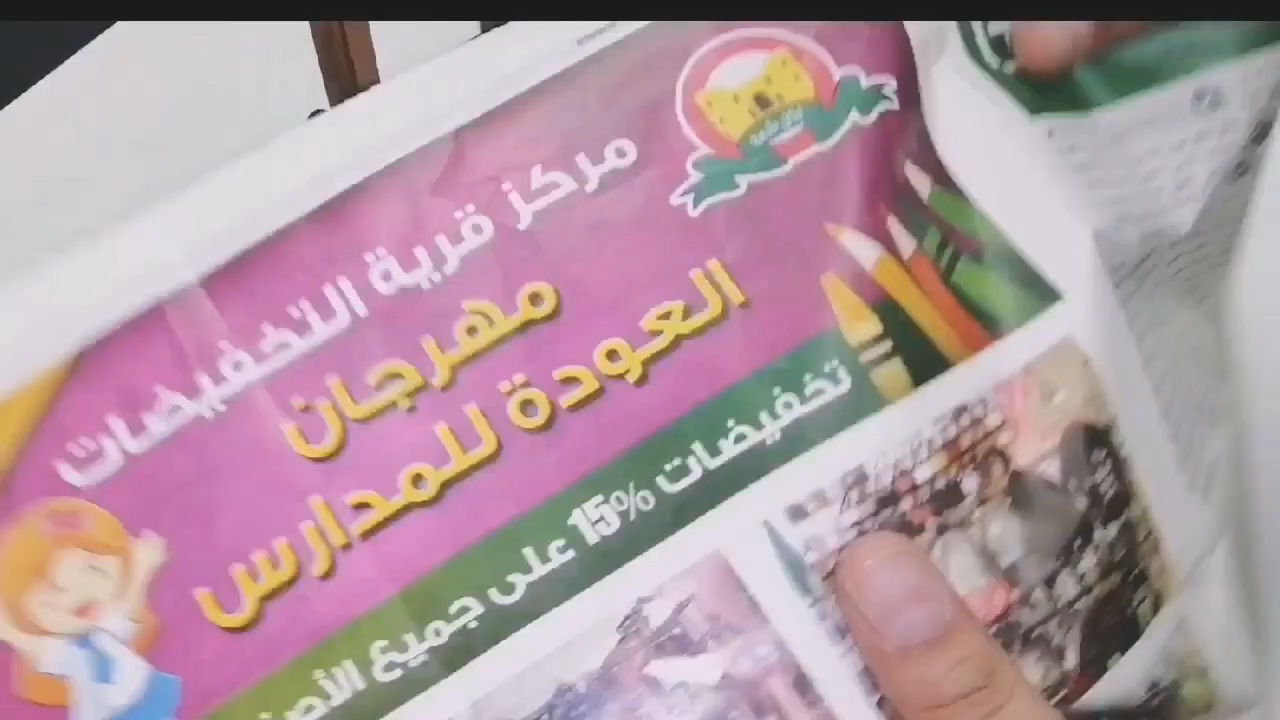 مركز قرية التخفيضات
مهرجان
العودة للمدارس
تخفيضات 15% على جميع